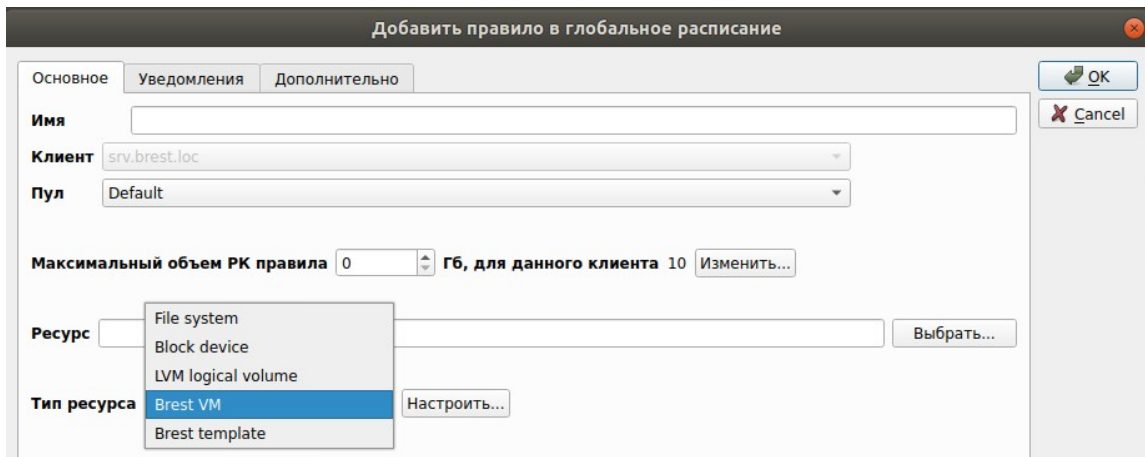 Добавить правило в глобальное расписание
Основное Уведомления Дополнительно
OK
Cancel
Имя
Клиент srv.brest.loc
Пул Default
Максимальный объем РК правила 0 Гб, для данного клиента 10 Изменить...
Ресурс Выбрать...
File system
Block device
LVM logical volume
Тип ресурса Brest VM Настроить...
Brest template